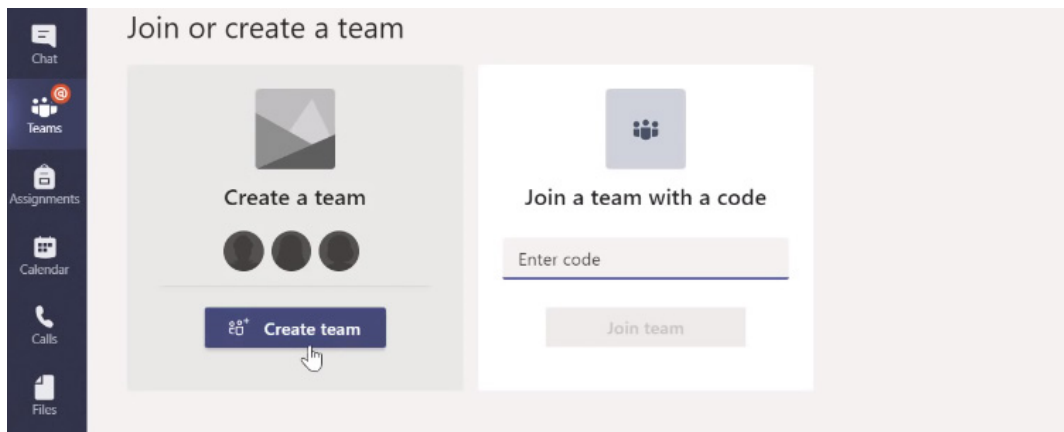 Join or create a team
Chat
@
Teams
Assignments
Calendar
Calls
Files
Create a team
Create team
Join a team with a code
Enter code
Join team